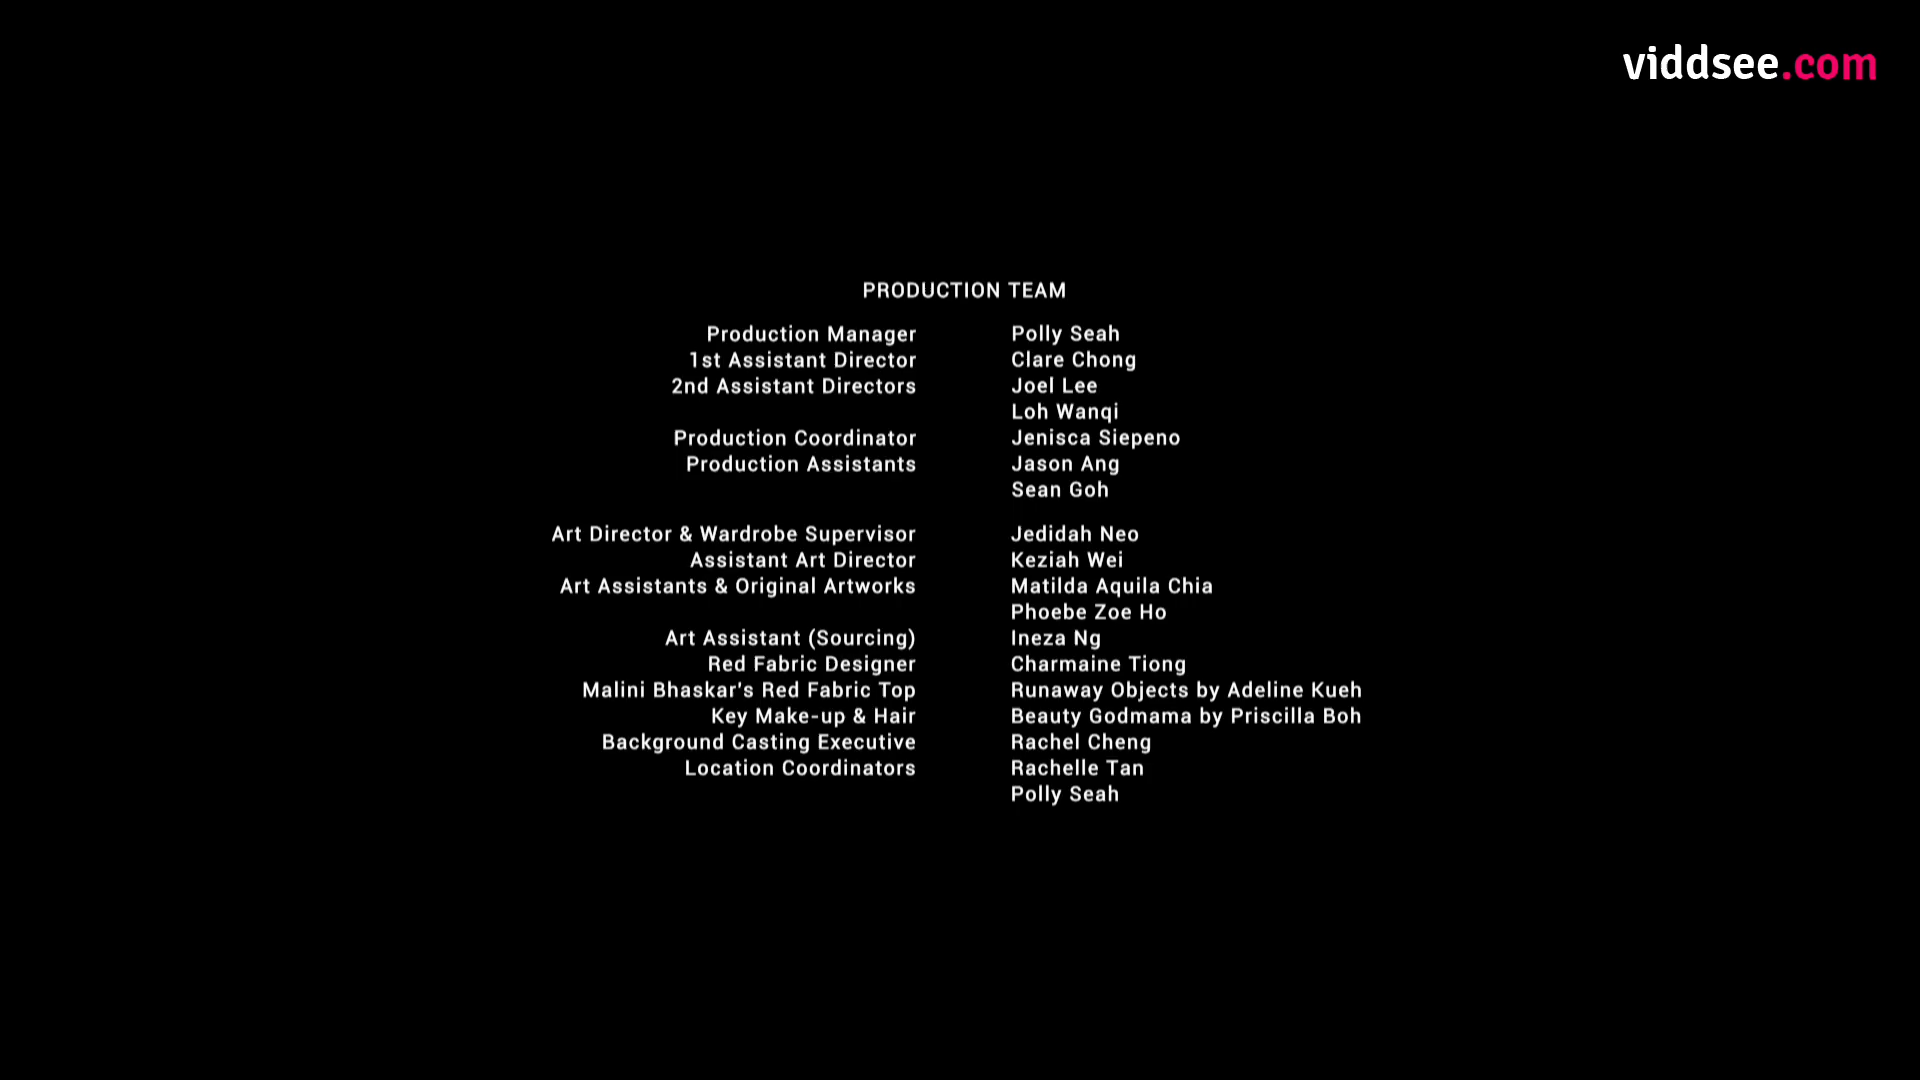 viddsee.com
PRODUCTION TEAM
Production Manager Polly Seah
1st Assistant Director Clare Chong
2nd Assistant Directors Joel Lee
Loh Wanqi
Production Coordinator Jenisca Siepeno
Production Assistants Jason Ang
Sean Goh
Art Director & Wardrobe Supervisor Jedidah Neo
Assistant Art Director Keziah Wei
Art Assistants & Original Artworks Matilda Aquila Chia
Phoebe Zoe Ho
Art Assistant (Sourcing) Ineza Ng
Red Fabric Designer Charmaine Tiong
Malini Bhaskar's Red Fabric Top Runaway Objects by Adeline Kueh
Key Make-up & Hair Beauty Godmama by Priscilla Boh
Background Casting Executive Rachel Cheng
Location Coordinators Rachelle Tan
Polly Seah